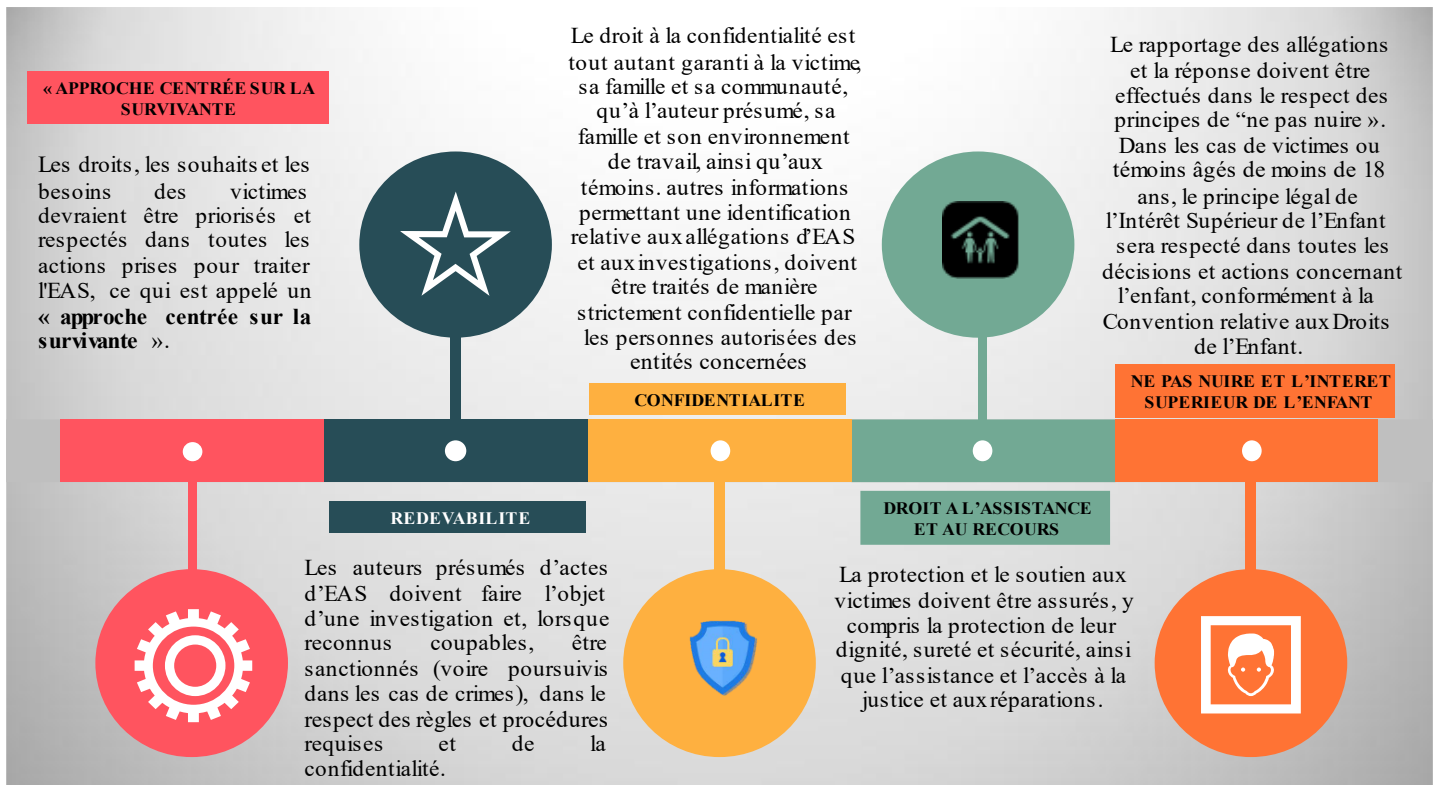 « APPROCHE CENTRÉE SUR LA
SURVIVANTE
Les droits, les souhaits et les
besoins des victimes
devraient être priorisés et
respectés dans toutes les
actions prises pour traiter
l'EAS, ce qui est appelé un
« approche centrée sur la
survivante ».
REDEVABILITE
Les auteurs présumés d’actes
d’EAS doivent faire l’objet
d’une investigation et, lorsque
reconnus coupables, être
sanctionnés (voire poursuivis
dans les cas de crimes), dans le
respect des règles et procédures
requises et de la
confidentialité.
Le droit à la confidentialité est
tout autant garanti à la victime,
sa famille et sa communauté,
qu’à l’auteur présumé, sa
famille et son environnement
de travail, ainsi qu’aux
témoins. autres informations
permettant une identification
relative aux allégations d’EAS
et aux investigations, doivent
être traités de manière
strictement confidentielle par
les personnes autorisées des
entités concernées
CONFIDENTIALITE
DROIT A L’ASSISTANCE
ET AU RECOURS
La protection et le soutien aux
victimes doivent être assurés, y
compris la protection de leur
dignité, sureté et sécurité, ainsi
que l’assistance et l’accès à la
justice et aux réparations.
Le rapportage des allégations
et la réponse doivent être
effectués dans le respect des
principes de “ne pas nuire ».
Dans les cas de victimes ou
témoins âgés de moins de 18
ans, le principe légal de
l’Intérêt Supérieur de l’Enfant
sera respecté dans toutes les
décisions et actions concernant
l’enfant, conformément à la
Convention relative aux Droits
de l’Enfant.
NE PAS NUIRE ET L’INTERET
SUPERIEUR DE L’ENFANT